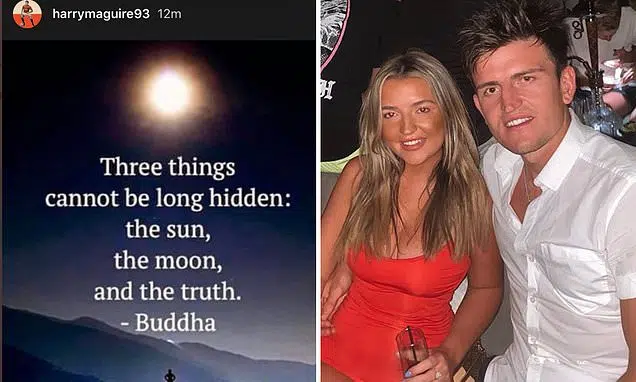 harrymaguire93 12m
Three things
cannot be long hidden:
the sun,
the moon,
and the truth.
- Buddha